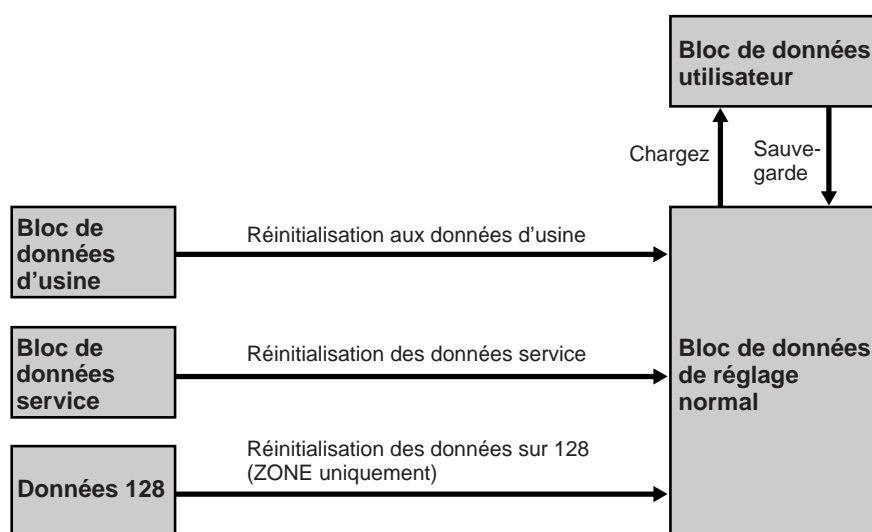 Bloc de données
utilisateur
Chargez
Sauve-
garde
Bloc de
données
d’usine
Réinitialisation aux données d’usine
Bloc de
données
service
Réinitialisation des données service
Bloc de données
de réglage
normal
Données 128
Réinitialisation des données sur 128
(ZONE uniquement)